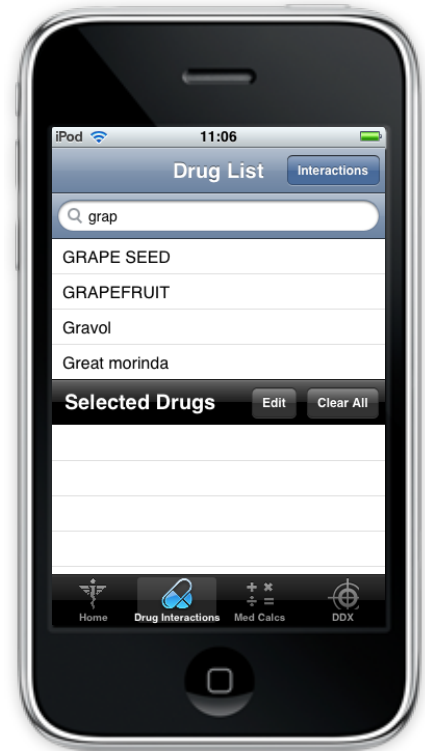 iPod 11:06
Drug List Interactions
grap
GRAPE SEED
GRAPEFRUIT
Gravol
Great morinda
Selected Drugs Edit Clear All
Home Drug Interactions Med Calcs DDX